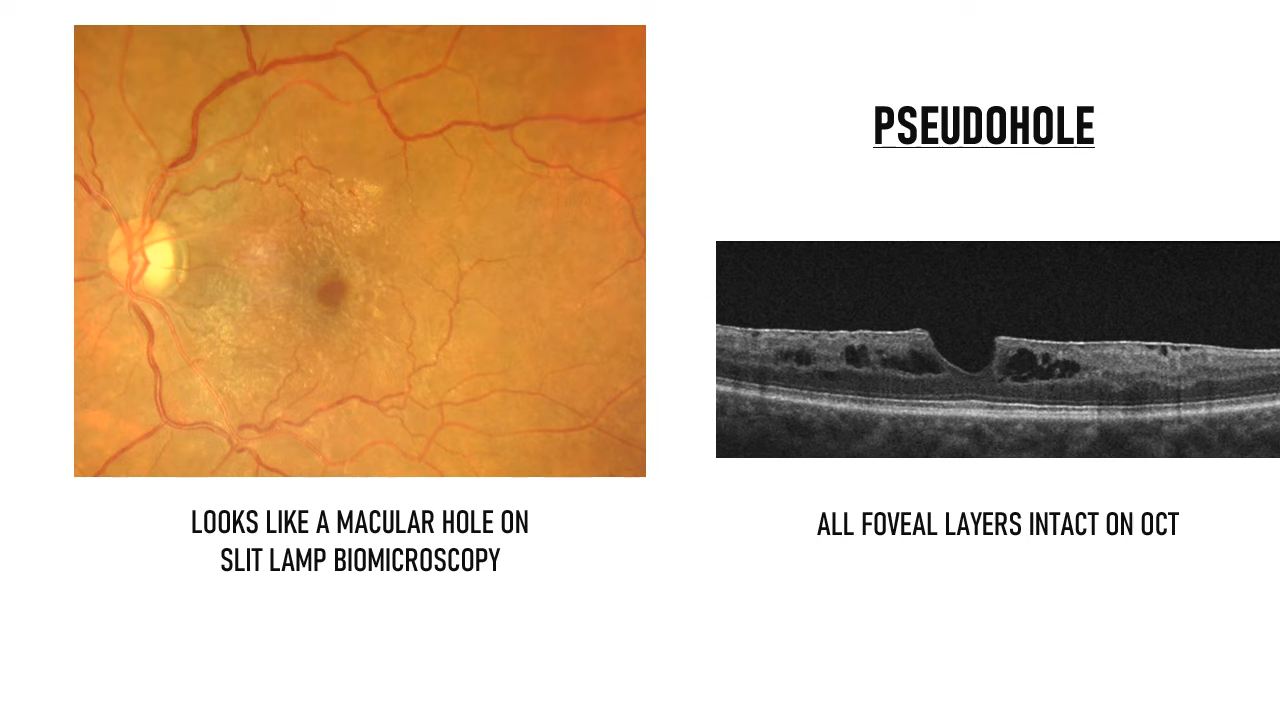 PSEUDOHOLE
LOOKS LIKE A MACULAR HOLE ON
SLIT LAMP BIOMICROSCOPY
ALL FOVEAL LAYERS INTACT ON OCT